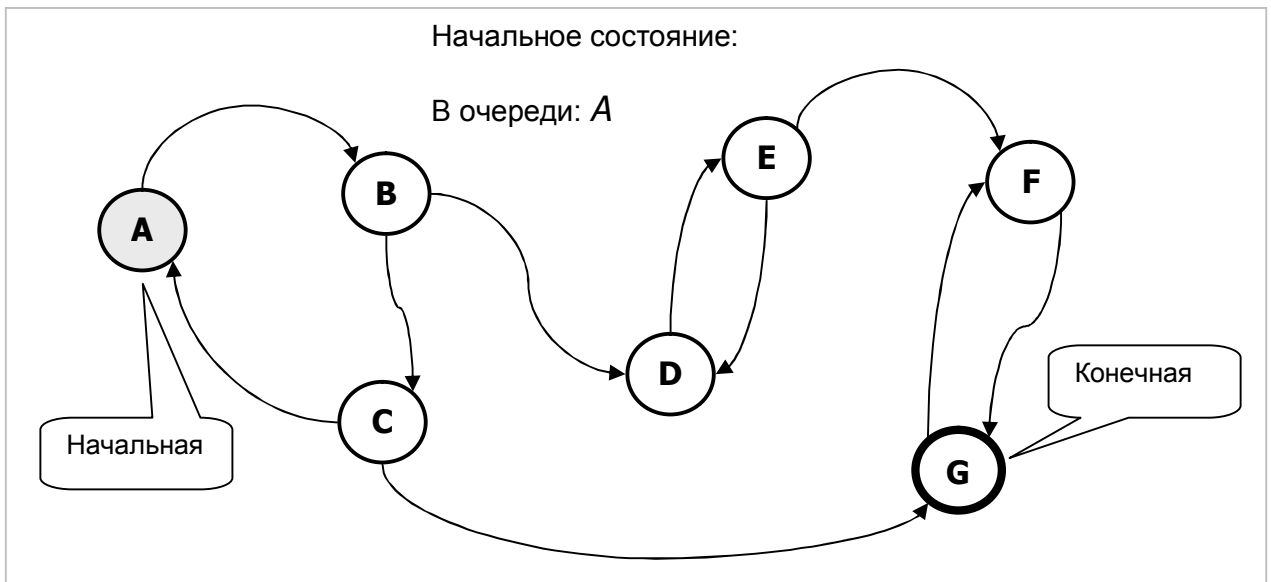 Начальное состояние:
В очереди: A
E
B
F
A
D
Конечная
C
Начальная
G